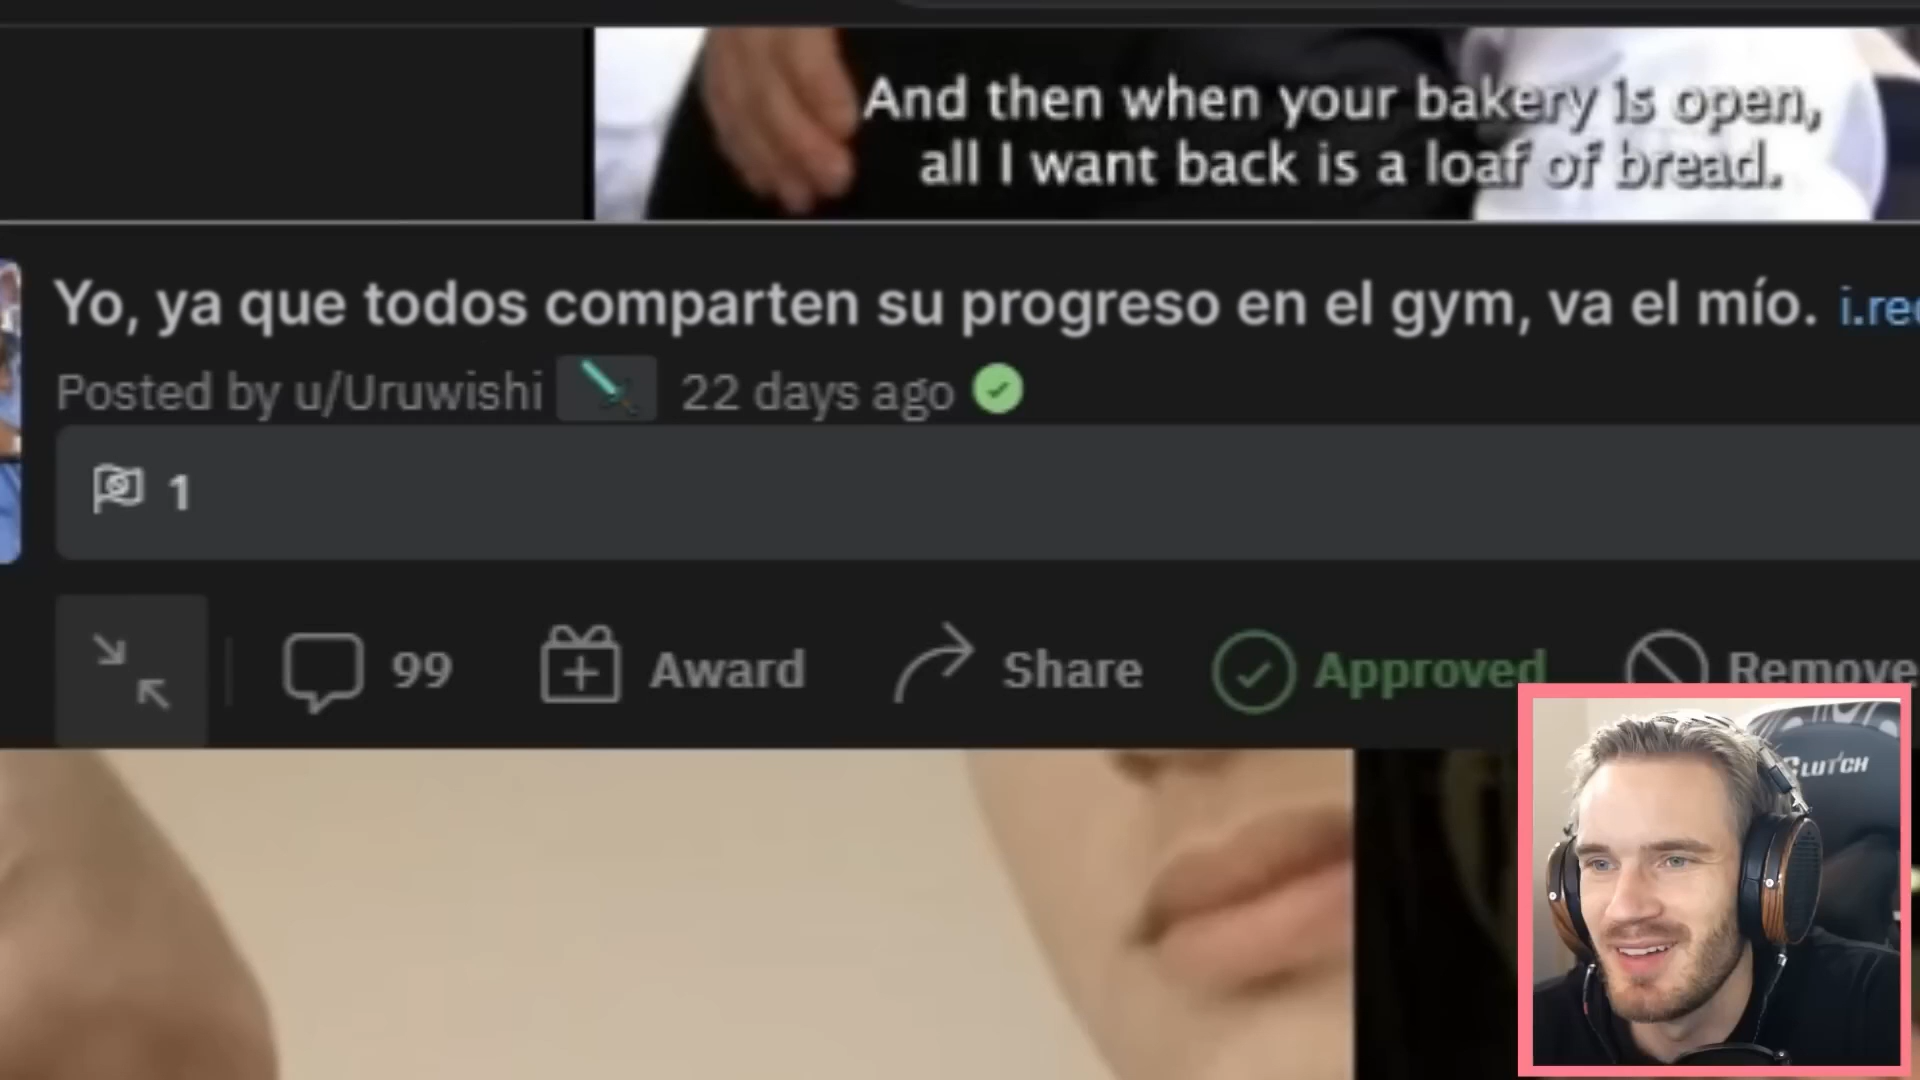 And then when your bakery is open,
all I want back is a loaf of bread.
Yo, ya que todos comparten su progreso en el gym, va el mío.
Posted by u/Uruwishi 22 days ago
1
99 Award Share Approved Remove
CLUTCH